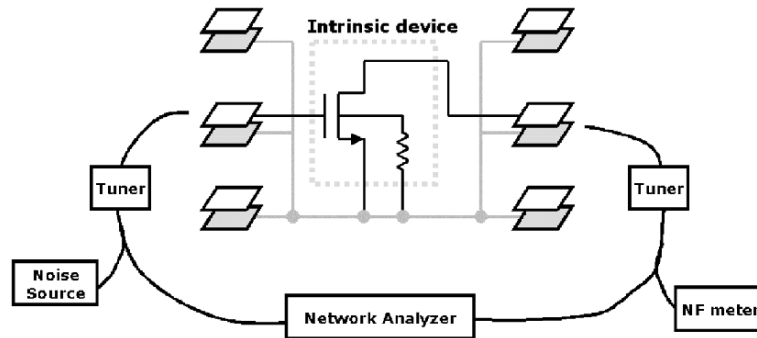 Intrinsic device
Tuner
Tuner
Noise
Source
Network Analyzer
NF meter